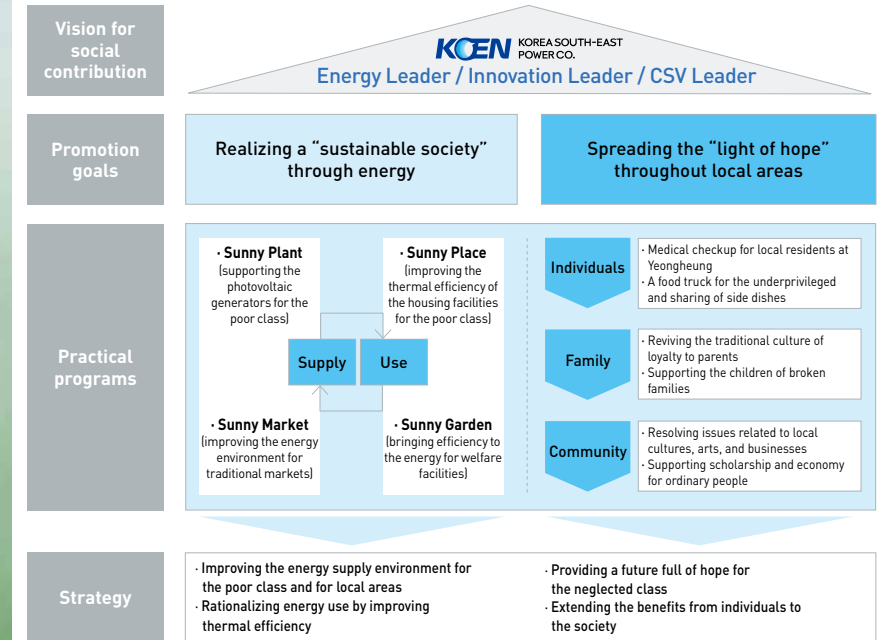 Vision for
social
contribution
KOEN KOREA SOUTH-EAST
POWER CO.
Energy Leader / Innovation Leader / CSV Leader
Promotion
goals
Realizing a “sustainable society”
through energy
Spreading the “light of hope”
throughout local areas
Practical
programs
· Sunny Plant
(supporting the
photovoltaic
generators for the
poor class)
· Sunny Place
(improving the
thermal efficiency of
the housing facilities
for the poor class)
Supply
Use
· Sunny Market
(improving the energy
environment for
traditional markets)
· Sunny Garden
(bringing efficiency to
the energy for welfare
facilities)
Individuals
· Medical checkup for local residents at
Yeongheung
· A food truck for the underprivileged
and sharing of side dishes
Family
· Reviving the traditional culture of
loyalty to parents
· Supporting the children of broken
families
Community
· Resolving issues related to local
cultures, arts, and businesses
· Supporting scholarship and economy
for ordinary people
Strategy
· Improving the energy supply environment for
the poor class and for local areas
· Rationalizing energy use by improving
thermal efficiency
· Providing a future full of hope for
the neglected class
· Extending the benefits from individuals to
the society